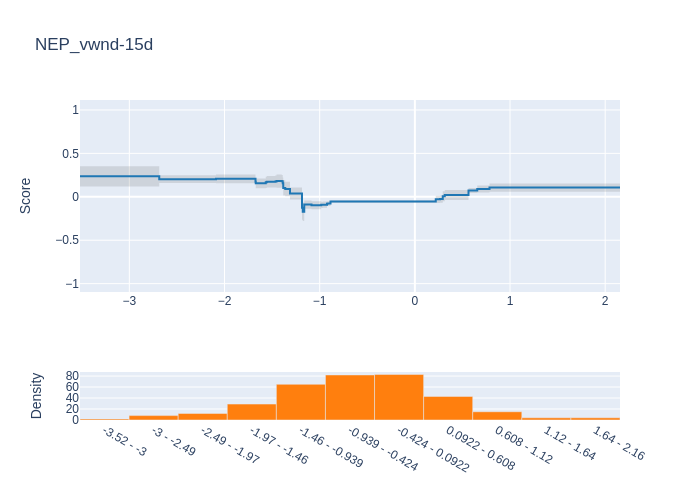 NEP_vwnd-15d
Score
1
0.5
0
−0.5
−1
−3
−2
−1
0
1
2
Density
80
60
40
20
0
-3.52 - -3
-3 - -2.49
-2.49 - -1.97
-1.97 - -1.46
-1.46 - -0.939
-0.939 - -0.424
-0.424 - 0.0922
0.0922 - 0.608
0.608 - 1.12
1.12 - 1.64
1.64 - 2.16